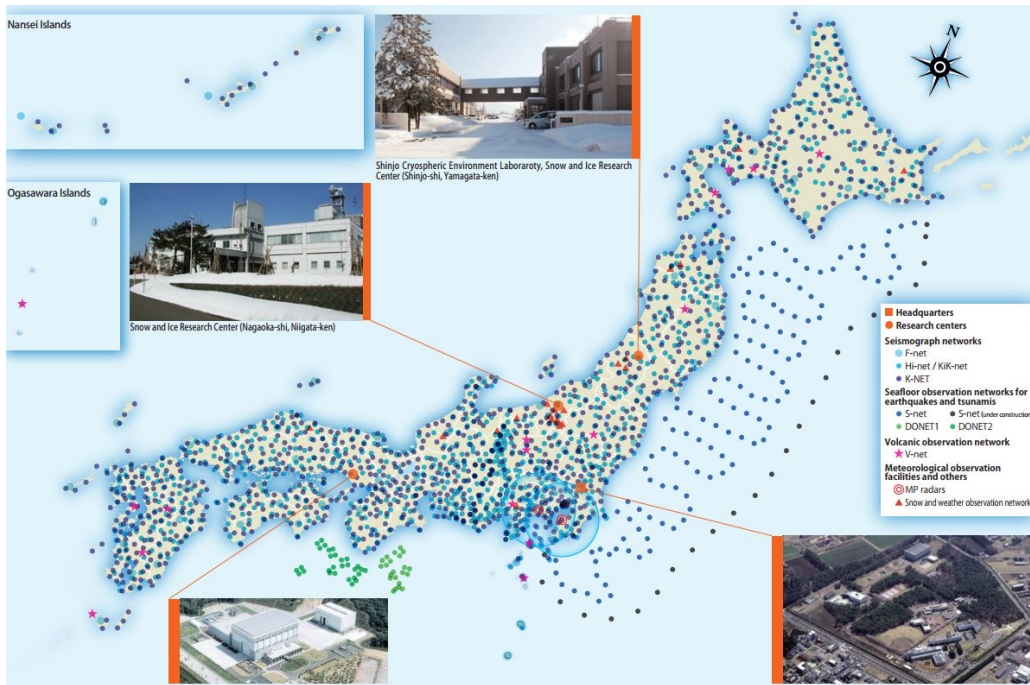 Nansei Islands
N
Shinjo Cryospheric Environment Laboraroty, Snow and Ice Research
Center (Shinjo-shi, Yamagata-ken)
Ogasawara Islands
Snow and Ice Research Center (Nagaoka-shi, Niigata-ken)
Headquarters
Research centers
Seismograph networks
F-net
Hi-net / KiK-net
K-NET
Seafloor observation networks for
earthquakes and tsunamis
S-net S-net (under construction
DONET1 DONET2
Volcanic observation network
V-net
Meteorological observation
facilities and others
MP radars
Snow and weather observation network